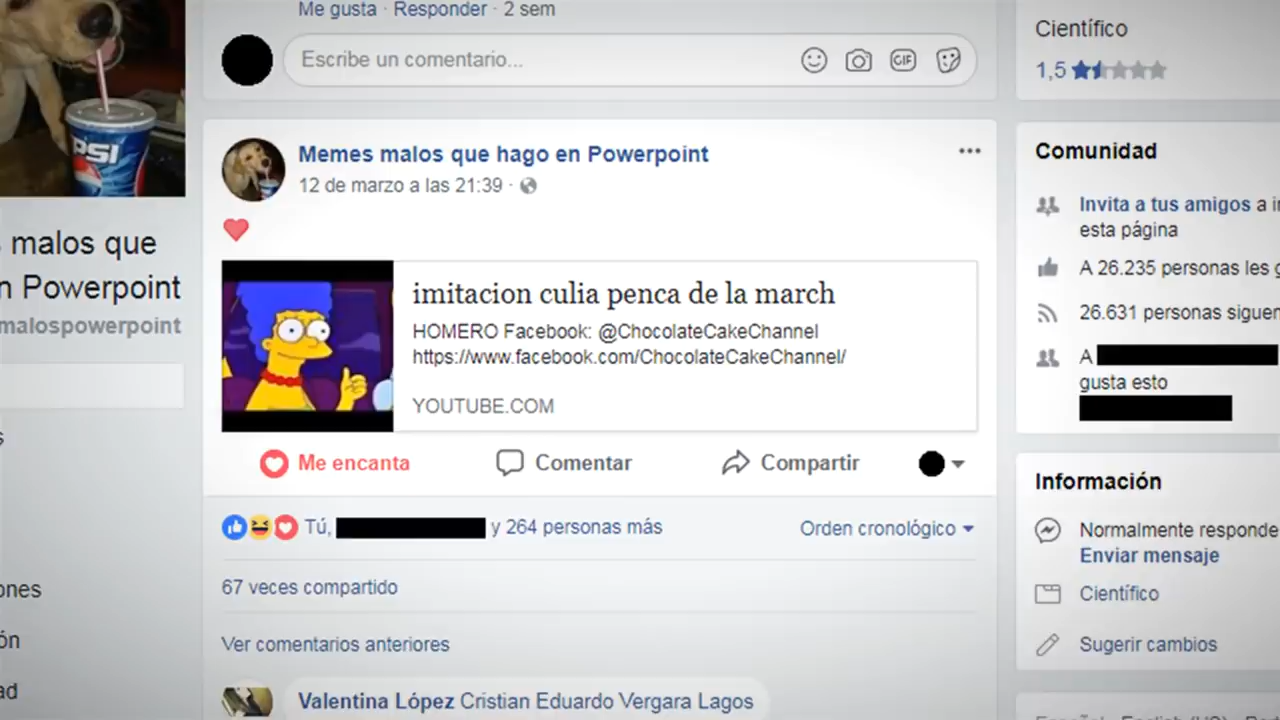 Me gusta · Responder · 2 sem
Escribe un comentario...
GIF
PSI
s malos que
n Powerpoint
malospowerpoint
s
ones
ón
ad
Memes malos que hago en Powerpoint
12 de marzo a las 21:39 ·
imitacion culia penca de la march
HOMERO Facebook: @ChocolateCakeChannel
https://www.facebook.com/ChocolateCakeChannel/
YOUTUBE.COM
Me encanta
Comentar
Compartir
Tú,
y 264 personas más
Orden cronológico
67 veces compartido
Ver comentarios anteriores
Valentina López Cristian Eduardo Vergara Lagos
Científico
1,5
Comunidad
Invita a tus amigos a i
esta página
A 26.235 personas les g
26.631 personas siguen
A
gusta esto
Información
Normalmente responde
Enviar mensaje
Científico
Sugerir cambios